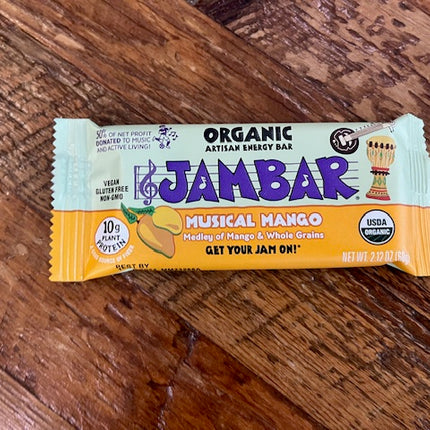 50% OF NET PROFIT
DONATED TO MUSIC
AND ACTIVE LIVING!
ORGANIC
ARTISAN ENERGY BAR
JAMBAR
VEGAN
GLUTEN FREE
NON-GMO
MUSICAL MANGO
Medley of Mango & Whole Grains
GET YOUR JAM ON!
10g
PLANT
PROTEIN
USDA
ORGANIC
BEST BY
NET WT. 2.12 OZ (60g)